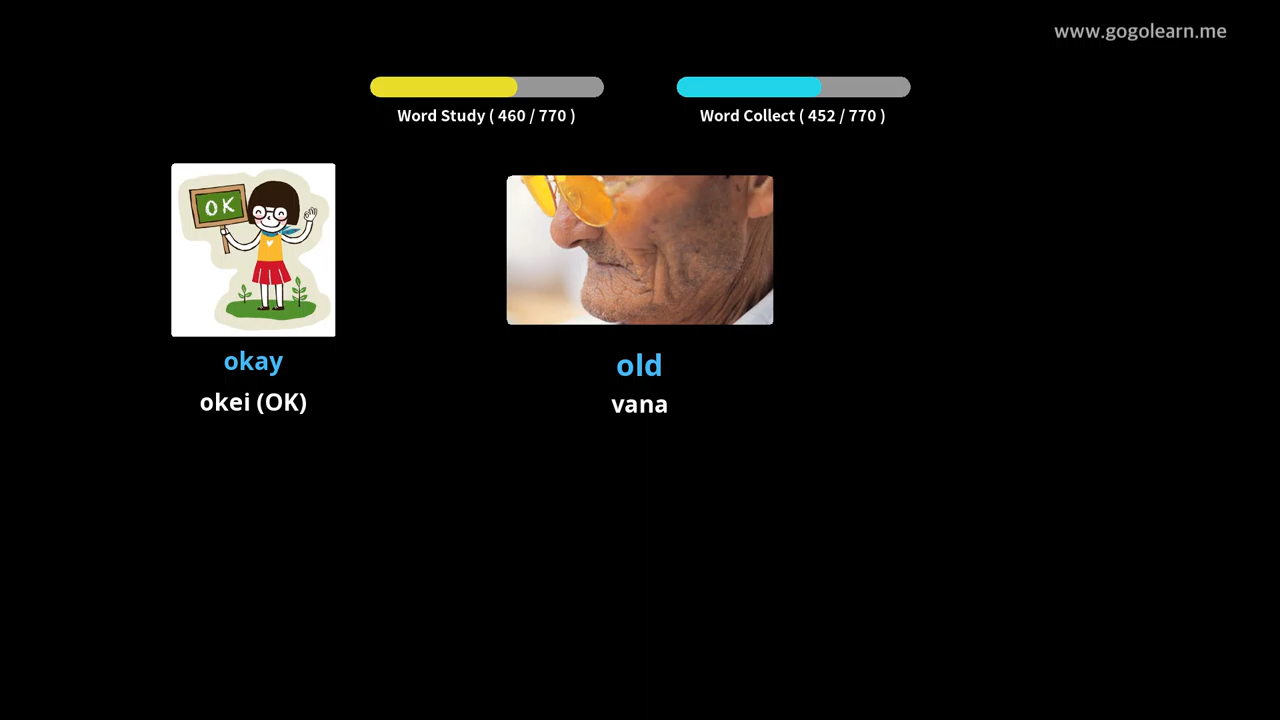 www.gogolearn.me
Word Study ( 460 / 770 )
Word Collect ( 452 / 770 )
OK
okay
okei (OK)
old
vana